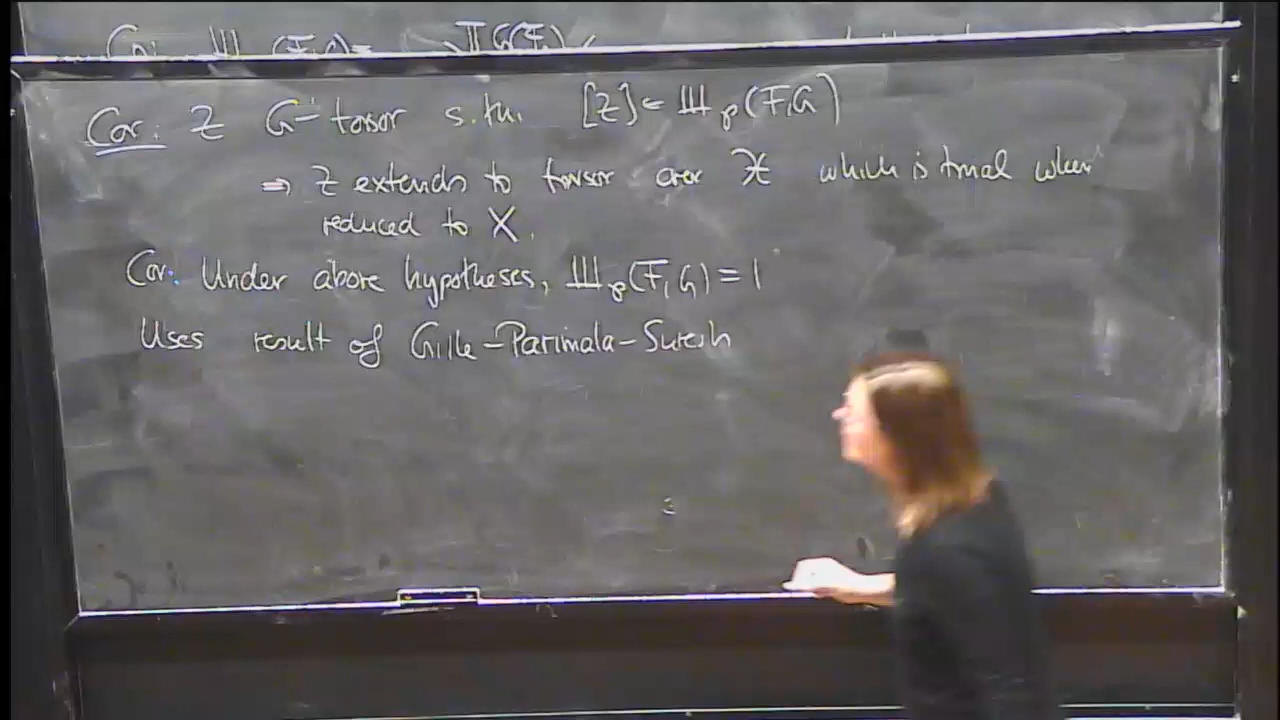 Cor: Ш (F, G) = ∏ G(F
Cor: Z G-torsor s.th. [Z] ∈ Ш_P(F, G)
⇒ Z extends to torsor over 𝒳 which is trivial when
reduced to X.
Cor: Under above hypotheses, Ш_P(F, G) = 1
Uses result of Gille-Parimala-Suresh